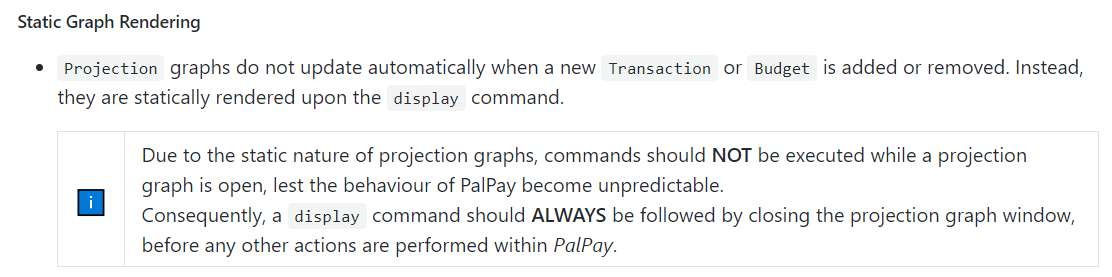 Static Graph Rendering
• Projection graphs do not update automatically when a new Transaction or Budget is added or removed. Instead,
they are statically rendered upon the display command.
Due to the static nature of projection graphs, commands should NOT be executed while a projection
graph is open, lest the behaviour of PalPay become unpredictable.
i
Consequently, a display command should ALWAYS be followed by closing the projection graph window,
before any other actions are performed within PalPay.